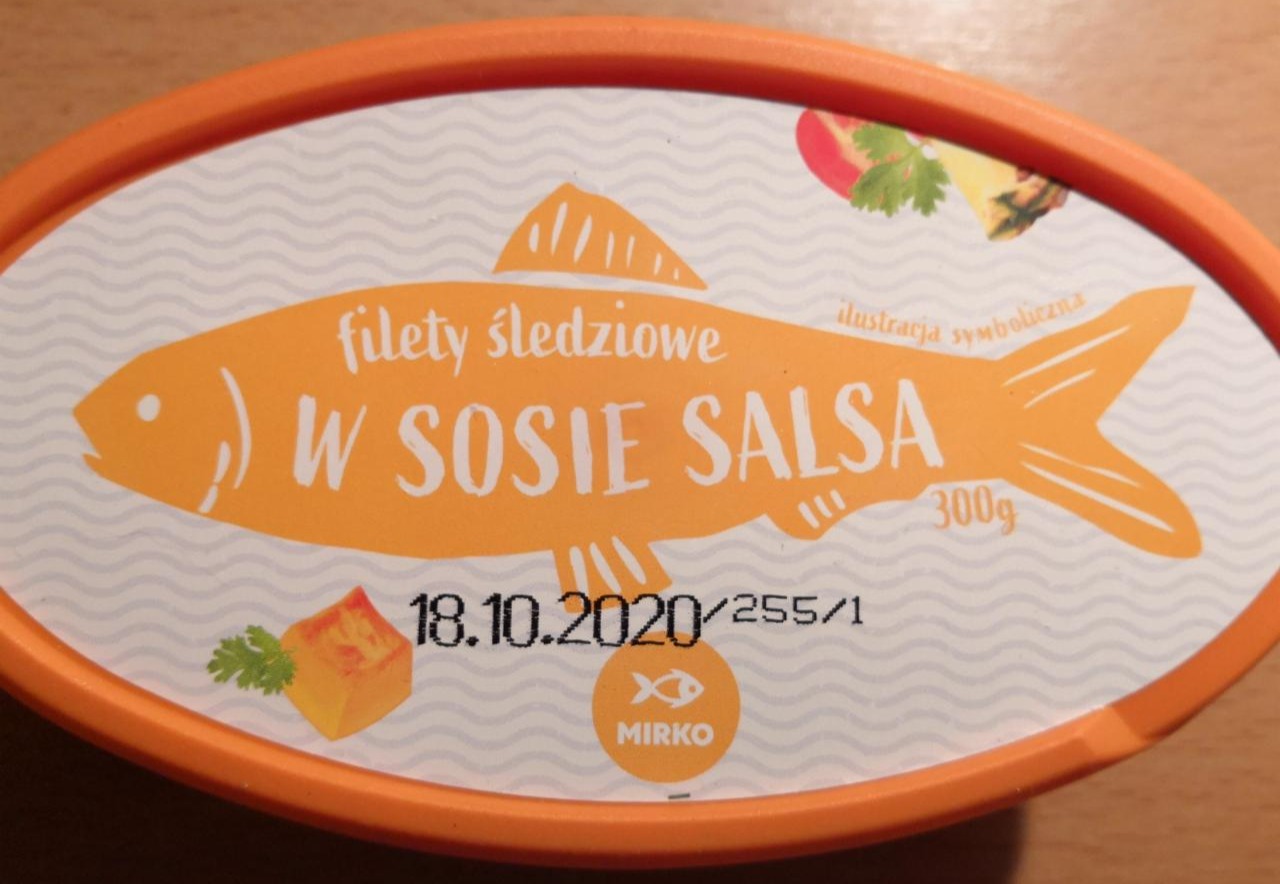 filety śledziowe
ilustracja symboliczna
W SOSIE SALSA
300g
18.10.2020/255/1
MIRKO